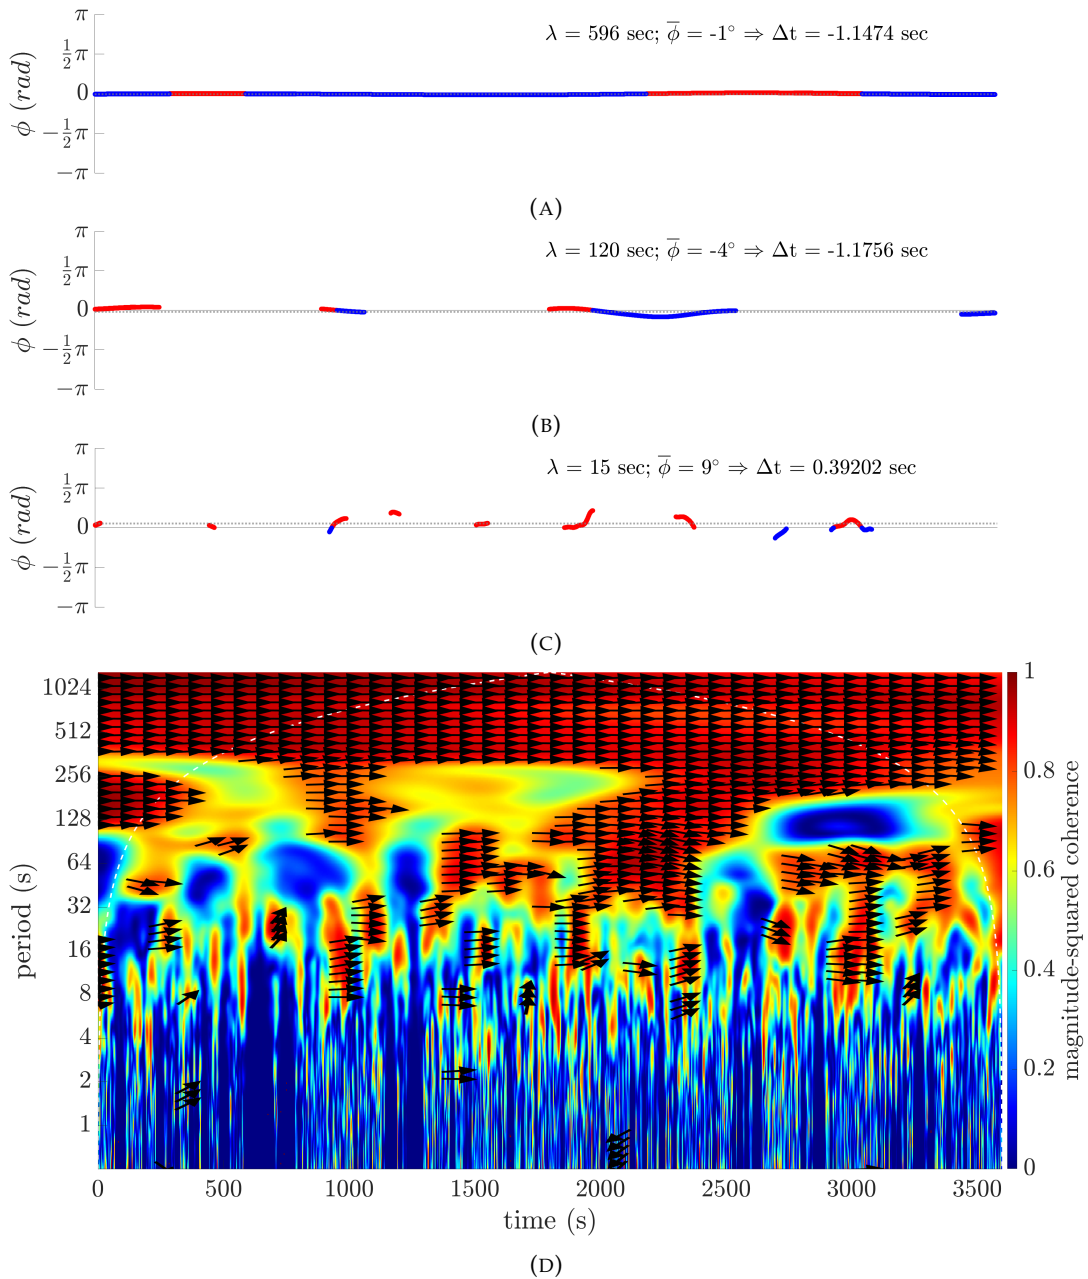 π
½π
0
−½π
−π
ϕ (rad)
λ = 596 sec; ϕ̅ = -1° ⇒ Δt = -1.1474 sec
(A)
π
½π
0
−½π
−π
ϕ (rad)
λ = 120 sec; ϕ̅ = -4° ⇒ Δt = -1.1756 sec
(B)
π
½π
0
−½π
−π
ϕ (rad)
λ = 15 sec; ϕ̅ = 9° ⇒ Δt = 0.39202 sec
(C)
1024
512
256
128
64
32
16
8
4
2
1
period (s)
0 500 1000 1500 2000 2500 3000 3500
time (s)
1
0.8
0.6
0.4
0.2
0
magnitude-squared coherence
(D)